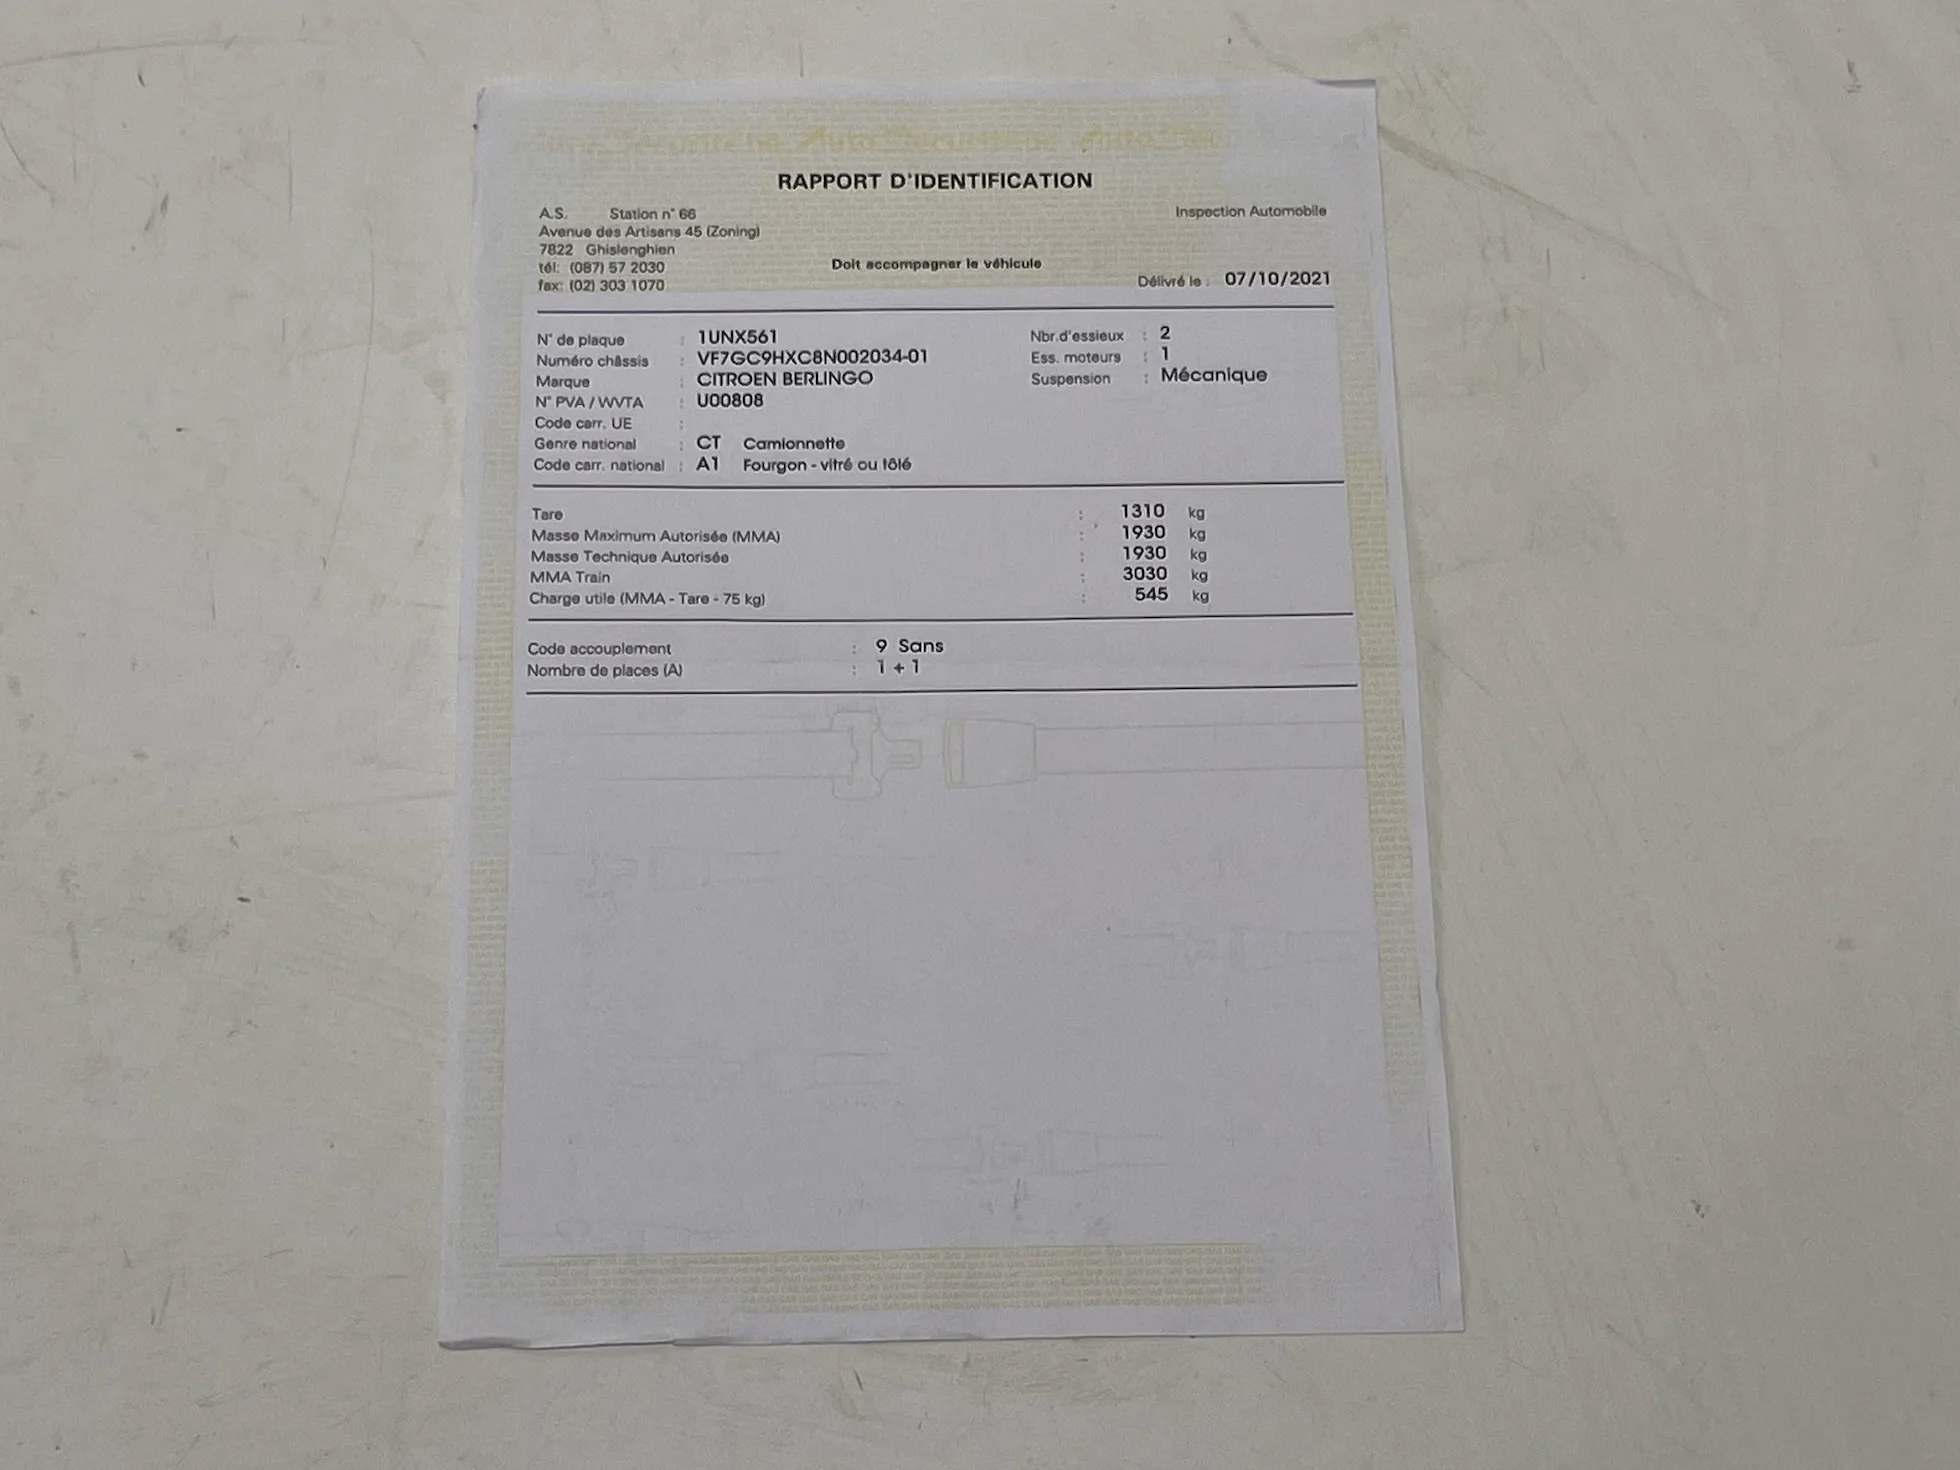 RAPPORT D'IDENTIFICATION
A.S. Station n° 66
Inspection Automobile
Avenue des Artisans 45 (Zoning)
7822 Ghislenghien
Doit accompagner le véhicule
tél: (087) 57 2030
Délivré le : 07/10/2021
fax: (02) 303 1070
N° de plaque : 1UNX561
Nbr.d'essieux : 2
Numéro châssis : VF7GC9HXC8N002034-01
Ess. moteurs : 1
Marque : CITROEN BERLINGO
Suspension : Mécanique
N° PVA / WVTA : U00808
Code carr. UE :
Genre national : CT Camionnette
Code carr. national : A1 Fourgon - vitré ou tôlé
Tare : 1310 kg
Masse Maximum Autorisée (MMA) : 1930 kg
Masse Technique Autorisée : 1930 kg
MMA Train : 3030 kg
Charge utile (MMA - Tare - 75 kg) : 545 kg
Code accouplement : 9 Sans
Nombre de places (A) : 1 + 1